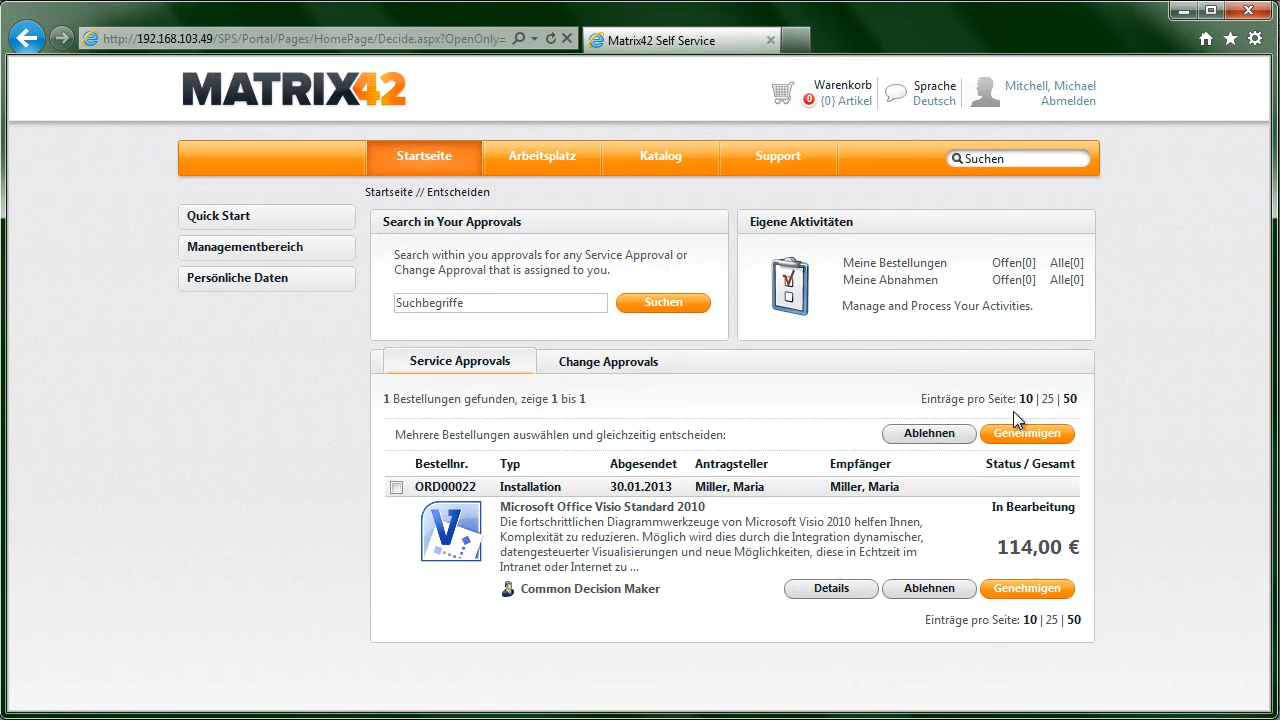 http://192.168.103.49/SPS/Portal/Pages/HomePage/Decide.aspx?OpenOnly=
Matrix42 Self Service
MATRIX42
Warenkorb
0 {0} Artikel
Sprache
Deutsch
Mitchell, Michael
Abmelden
Startseite
Arbeitsplatz
Katalog
Support
Suchen
Startseite // Entscheiden
Quick Start
Managementbereich
Persönliche Daten
Search in Your Approvals
Search within you approvals for any Service Approval or
Change Approval that is assigned to you.
Suchbegriffe
Suchen
Eigene Aktivitäten
Meine Bestellungen Offen[0] Alle[0]
Meine Abnahmen Offen[0] Alle[0]
Manage and Process Your Activities.
Service Approvals
Change Approvals
1 Bestellungen gefunden, zeige 1 bis 1
Einträge pro Seite: 10 | 25 | 50
Mehrere Bestellungen auswählen und gleichzeitig entscheiden:
Ablehnen
Genehmigen
Bestellnr. Typ Abgesendet Antragsteller Empfänger Status / Gesamt
ORD00022 Installation 30.01.2013 Miller, Maria Miller, Maria
Microsoft Office Visio Standard 2010
In Bearbeitung
Die fortschrittlichen Diagrammwerkzeuge von Microsoft Visio 2010 helfen Ihnen,
Komplexität zu reduzieren. Möglich wird dies durch die Integration dynamischer,
datengesteuerter Visualisierungen und neue Möglichkeiten, diese in Echtzeit im
Intranet oder Internet zu ...
114,00 €
Common Decision Maker
Details
Ablehnen
Genehmigen
Einträge pro Seite: 10 | 25 | 50